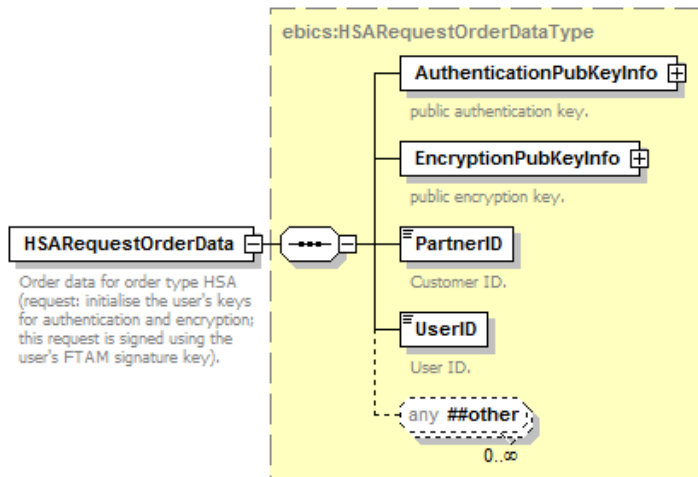 ebics:HSARequestOrderDataType
AuthenticationPubKeyInfo
public authentication key.
EncryptionPubKeyInfo
public encryption key.
HSARequestOrderData
Order data for order type HSA
(request: initialise the user's keys
for authentication and encryption;
this request is signed using the
user's FTAM signature key).
PartnerID
Customer ID.
UserID
User ID.
any ##other
0..∞